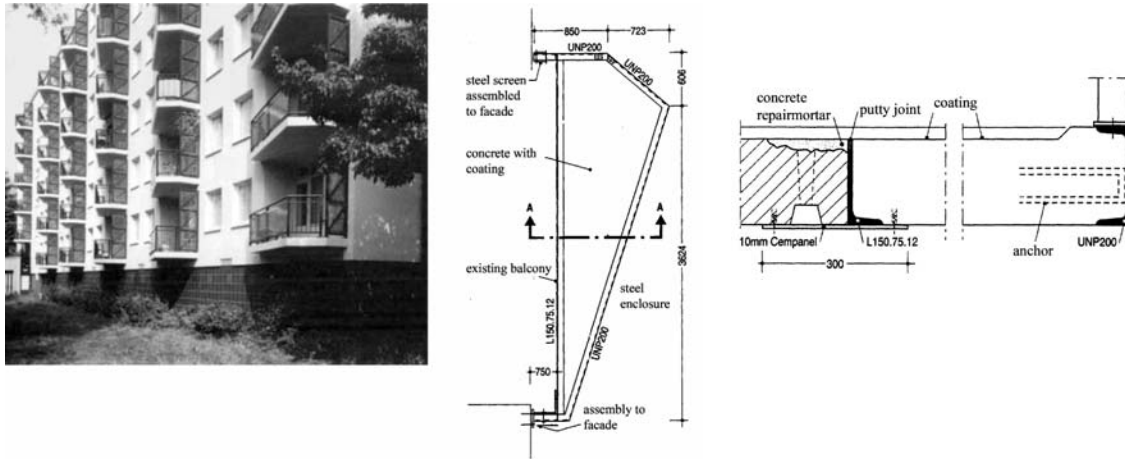 850
723
UNP200
UNP200
606
steel screen
assembled
to facade
concrete with
coating
A
A
existing balcony
L150.75.12
steel
enclosure
UNP200
3624
750
assembly to
facade
concrete
repairmortar
putty joint
coating
10mm Cempanel
L150.75.12
300
anchor
UNP200